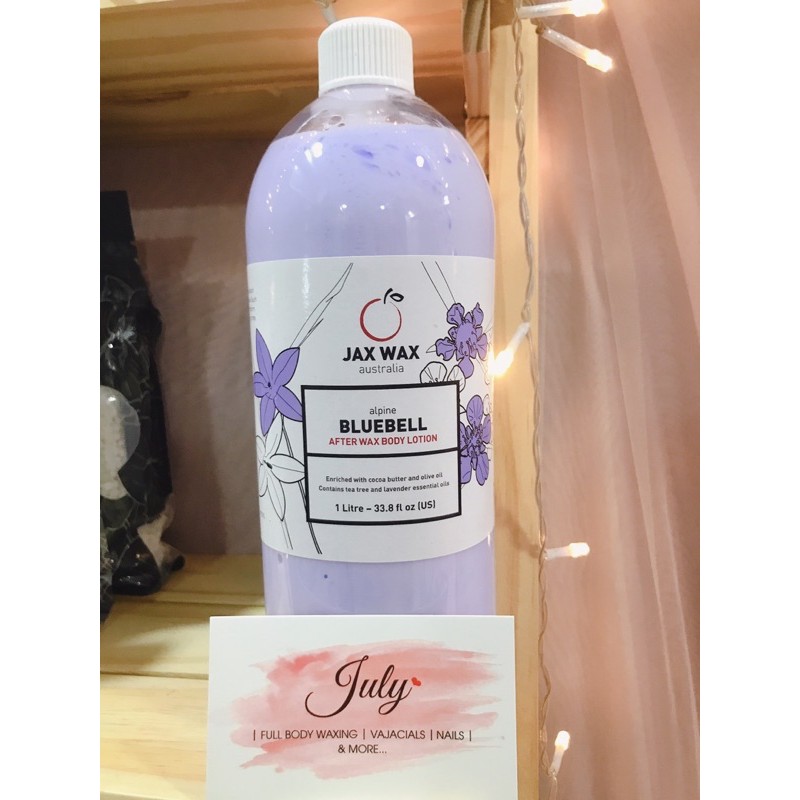 JAX WAX
australia
alpine
BLUEBELL
AFTER WAX BODY LOTION
Enriched with cocoa butter and olive oil
Contains tea tree and lavender essential oils
1 Litre – 33.8 fl oz (US)
July
| FULL BODY WAXING | VAJACIALS | NAILS |
& MORE...